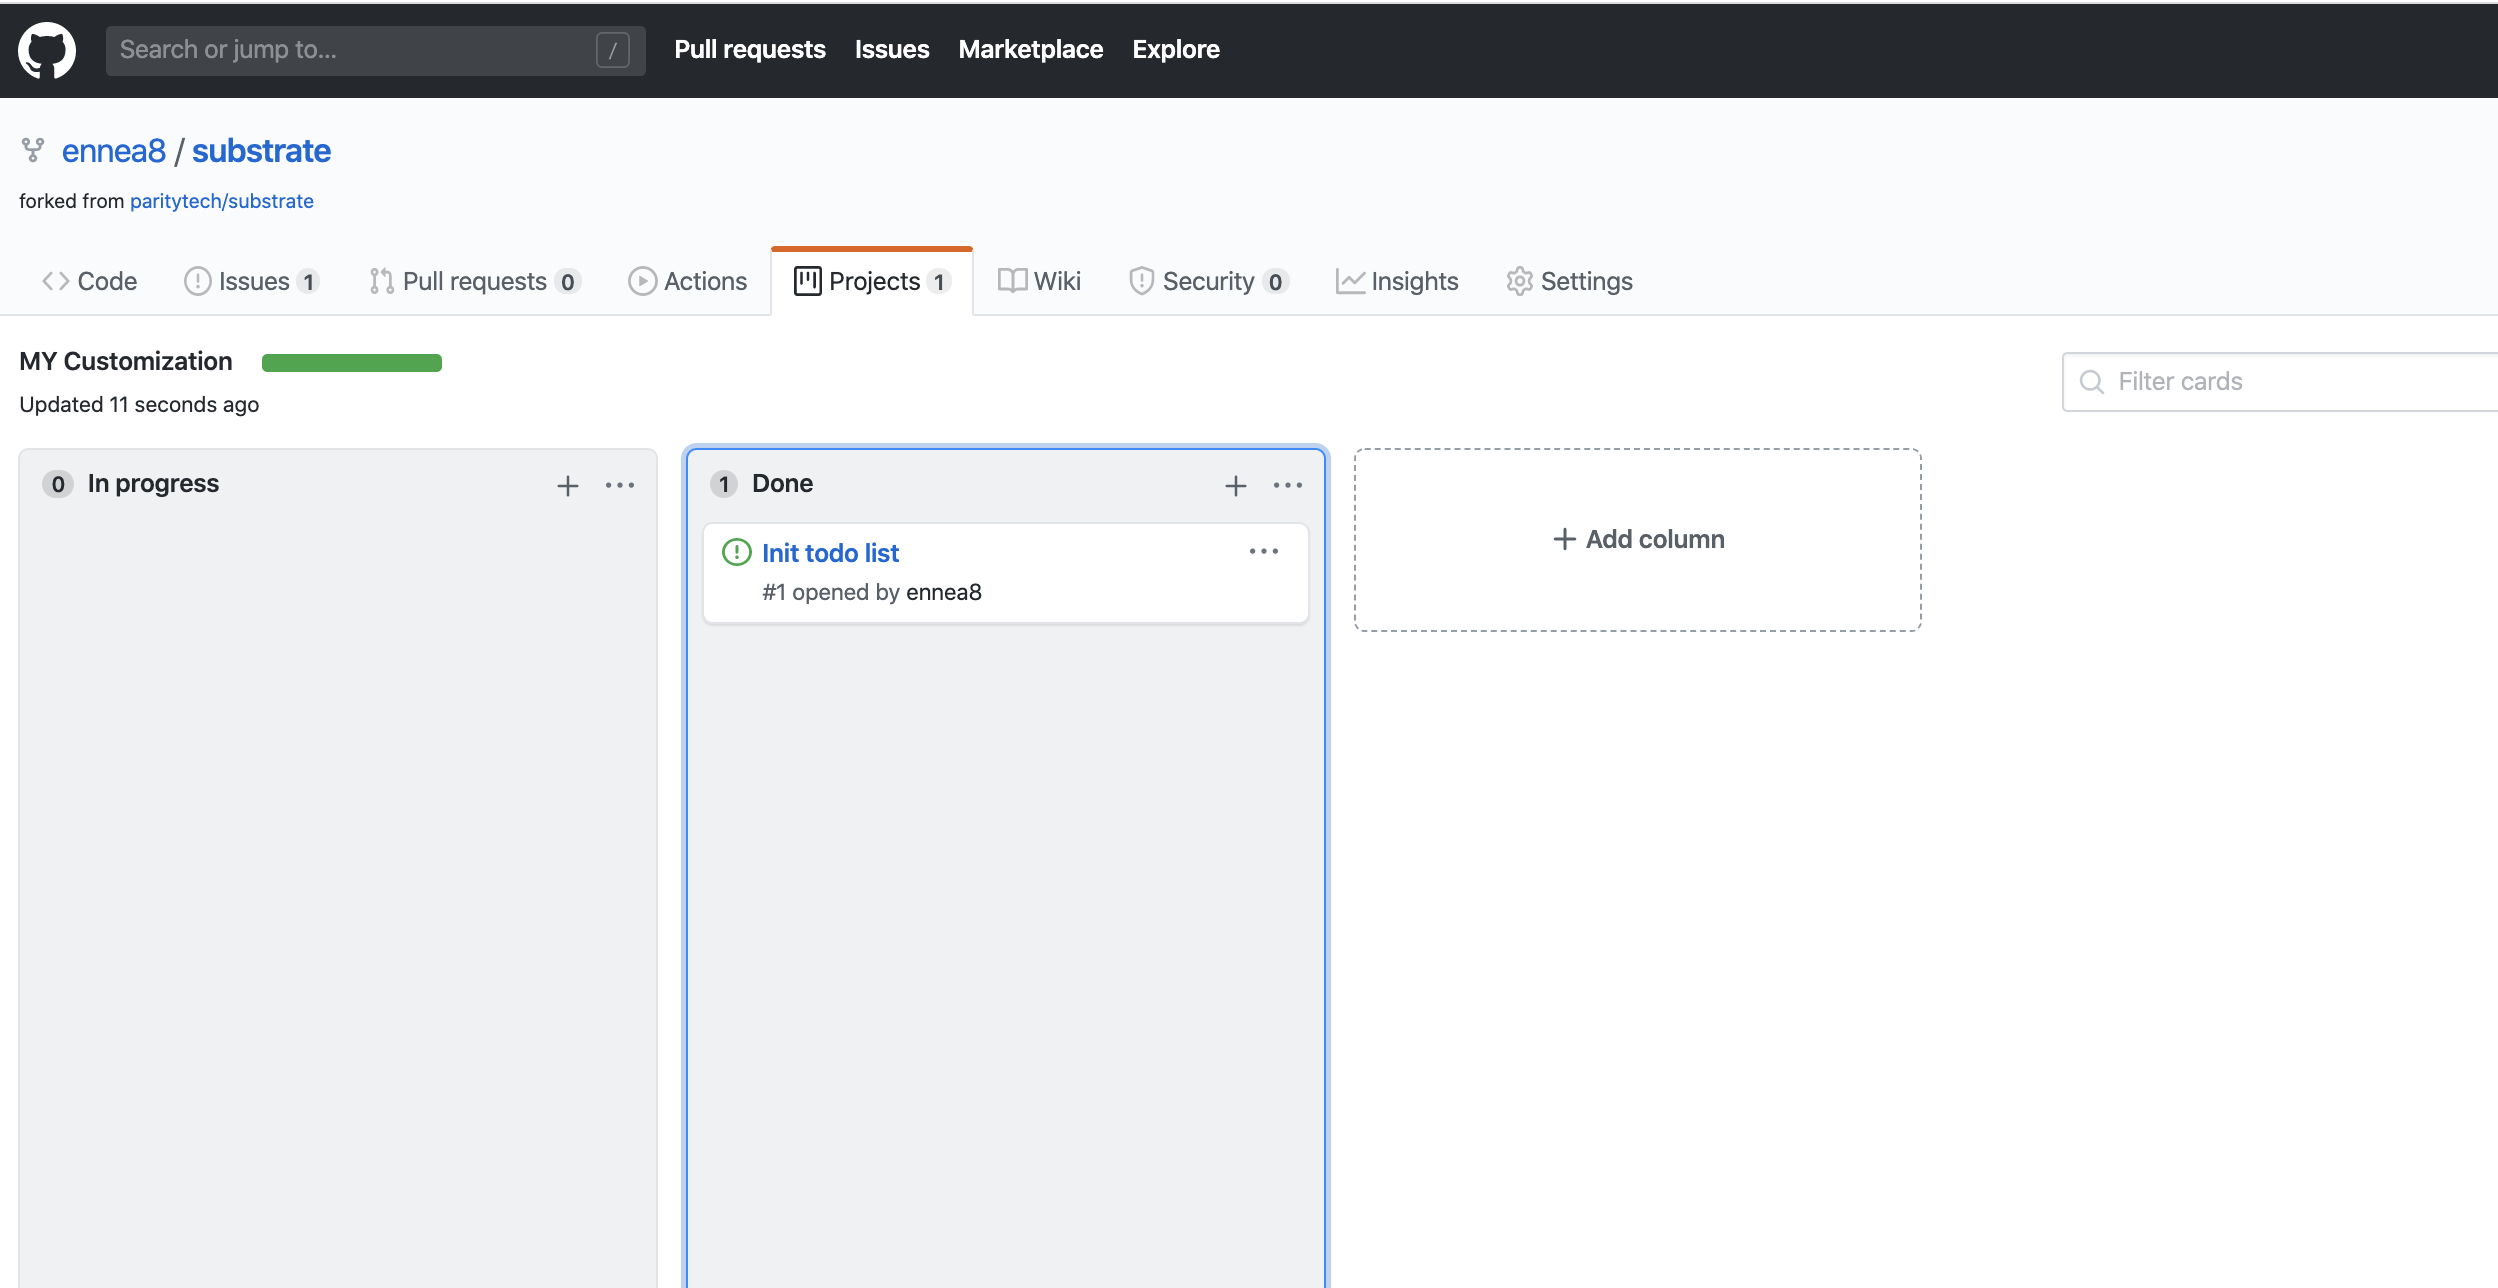 Search or jump to... / Pull requests Issues Marketplace Explore
ennea8 / substrate
forked from paritytech/substrate
Code Issues 1 Pull requests 0 Actions Projects 1 Wiki Security 0 Insights Settings
MY Customization
Updated 11 seconds ago
Filter cards
0 In progress
1 Done
Init todo list
#1 opened by ennea8
Add column